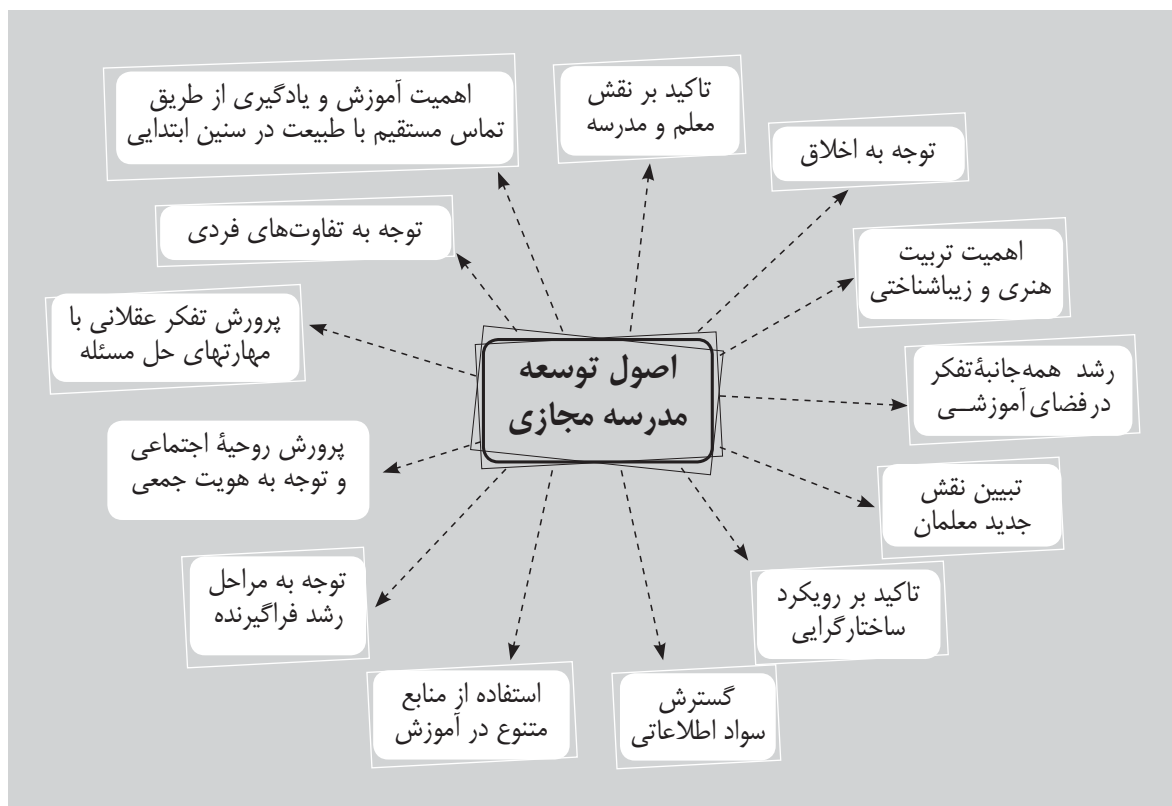 اصول توسعه
مدرسه مجازی
تاکید بر نقش
معلم و مدرسه
توجه به اخلاق
اهمیت تربیت
هنری و زیباشناختی
رشد همه‌جانبۀ تفکر
در فضای آموزشــی
تبیین نقش
جدید معلمان
تاکید بر رویکرد
ساختارگرایی
گسترش
سواد اطلاعاتی
استفاده از منابع
متنوع در آموزش
توجه به مراحل
رشد فراگیرنده
پرورش روحیۀ اجتماعی
و توجه به هویت جمعی
پرورش تفکر عقلانی با
مهارتهای حل مسئله
توجه به تفاوت‌های فردی
اهمیت آموزش و یادگیری از طریق
تماس مستقیم با طبیعت در سنین ابتدایی